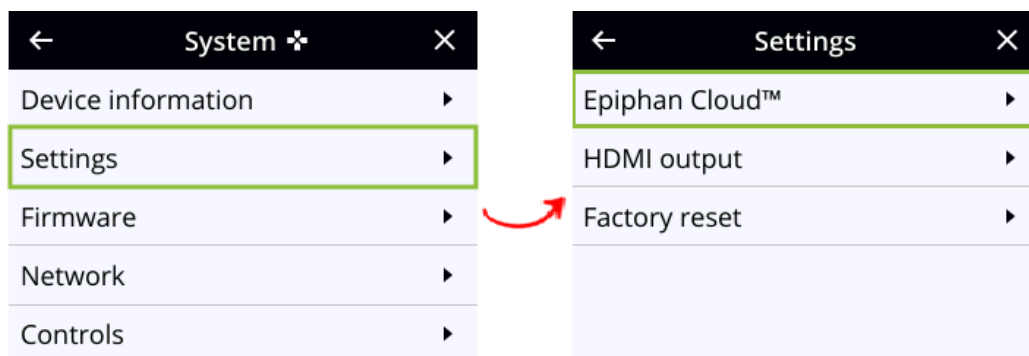 System
Device information
Settings
Firmware
Network
Controls
Settings
Epiphan Cloud™
HDMI output
Factory reset